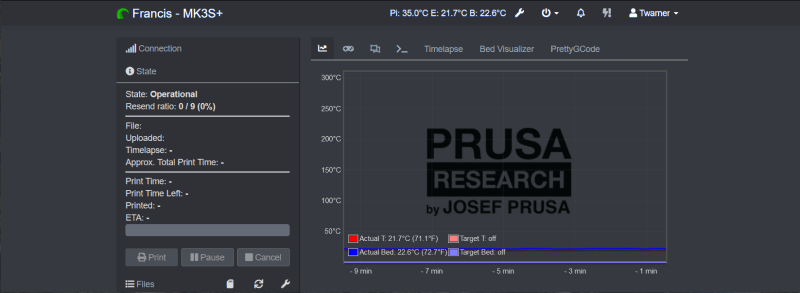 Francis - MK3S+
Pi: 35.0°C E: 21.7°C B: 22.6°C
Twarner
Connection
State
State: Operational
Resend ratio: 0 / 9 (0%)
File:
Uploaded:
Timelapse: -
Approx. Total Print Time: -
Print Time: -
Print Time Left: -
Printed: -
ETA: -
Print
Pause
Cancel
Files
Timelapse
Bed Visualizer
PrettyGCode
300°C
250°C
200°C
150°C
100°C
50°C
PRUSA
RESEARCH
by JOSEF PRUSA
Actual T: 21.7°C (71.1°F)
Target T: off
Actual Bed: 22.6°C (72.7°F)
Target Bed: off
- 9 min
- 7 min
- 5 min
- 3 min
- 1 min